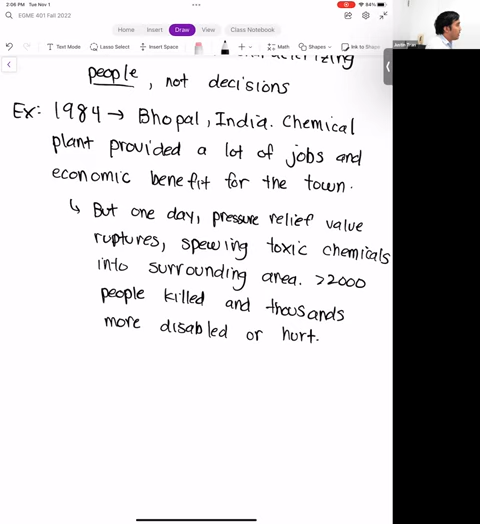 2:06 PM Tue Nov 1
84%
EGME 401 Fall 2022
Home Insert Draw View Class Notebook
Text Mode Lasso Select Insert Space Math Shapes Ink to Shape
people, not decisions
Ex: 1984 → Bhopal, India. Chemical
plant provided a lot of jobs and
economic benefit for the town.
↳ But one day, pressure relief value
ruptures, spewing toxic chemicals
into surrounding area. >2000
people killed and thousands
more disabled or hurt.